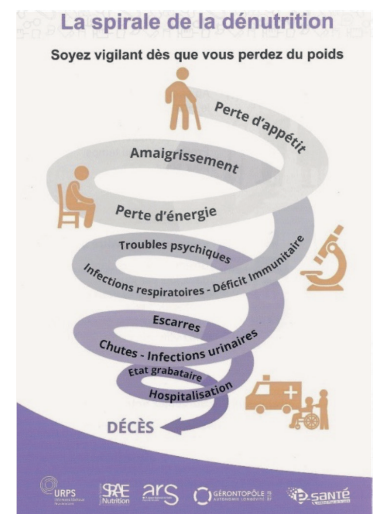 La spirale de la dénutrition
Soyez vigilant dès que vous perdez du poids
Perte d'appétit
Amaigrissement
Perte d'énergie
Troubles psychiques
Infections respiratoires - Déficit Immunitaire
Escarres
Chutes - Infections urinaires
Etat grabataire
Hospitalisation
DÉCÈS
URPS
Nutrition
ars
GÉRONTOPÔLE
santé